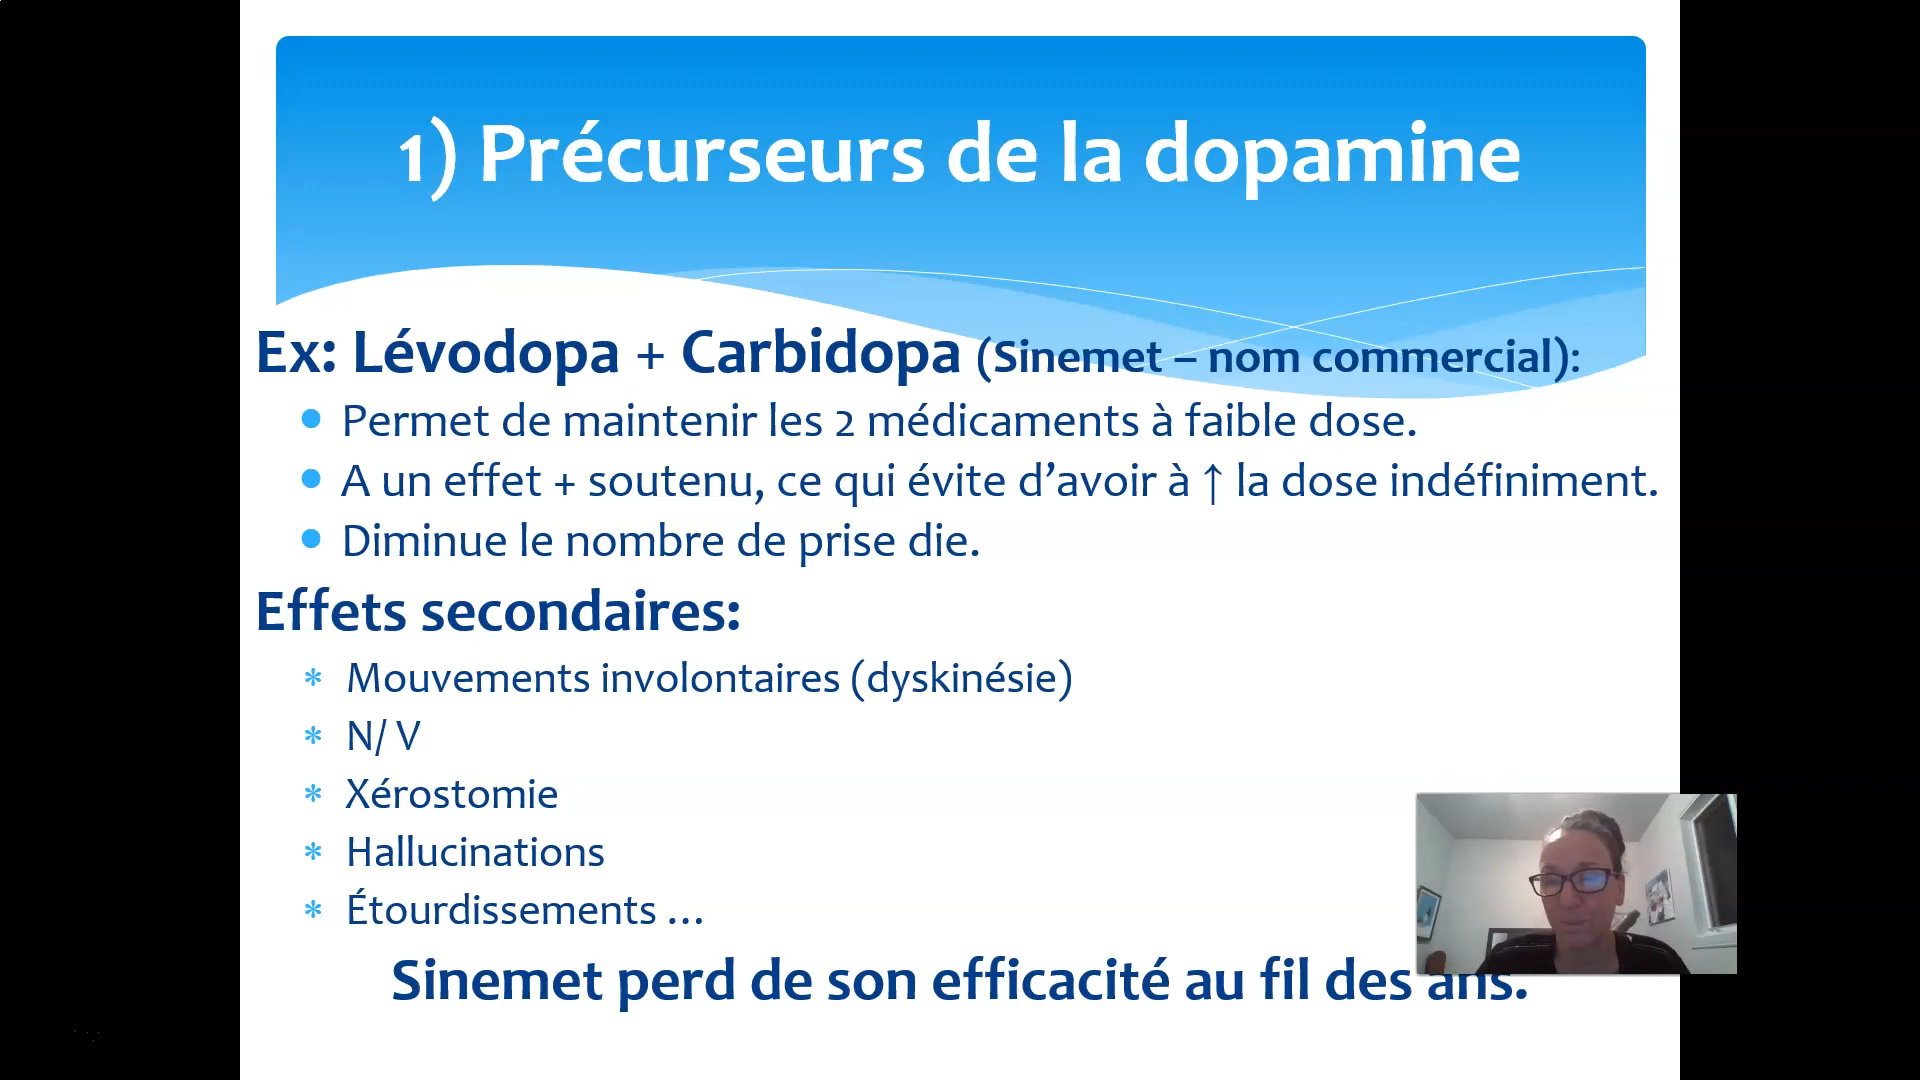 1) Précurseurs de la dopamine
Ex: Lévodopa + Carbidopa (Sinemet – nom commercial):
Permet de maintenir les 2 médicaments à faible dose.
A un effet + soutenu, ce qui évite d’avoir à ↑ la dose indéfiniment.
Diminue le nombre de prise die.
Effets secondaires:
Mouvements involontaires (dyskinésie)
N/ V
Xérostomie
Hallucinations
Étourdissements …
Sinemet perd de son efficacité au fil des ans.